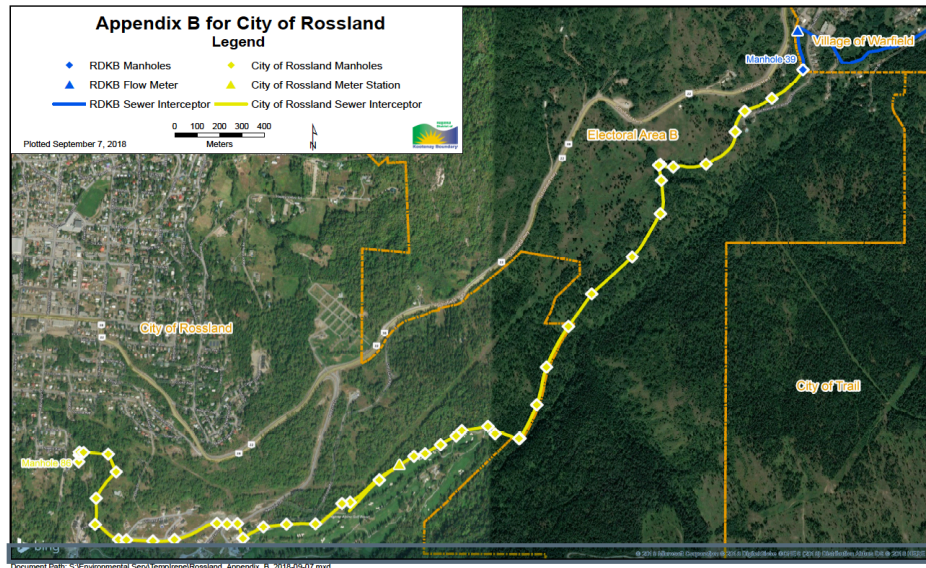 Appendix B for City of Rossland
Legend
RDKB Manholes
City of Rossland Manholes
RDKB Flow Meter
City of Rossland Meter Station
RDKB Sewer Interceptor
City of Rossland Sewer Interceptor
0 100 200 300 400
Meters
N
Plotted September 7, 2018
Kootenay Boundary
Village of Warfield
Manhole 39
Electoral Area B
City of Rossland
City of Trail
bing
Document Path: S:\Environmental Serv\Temp\Irene\Rossland_Appendix_B_2018-09-07.mxd